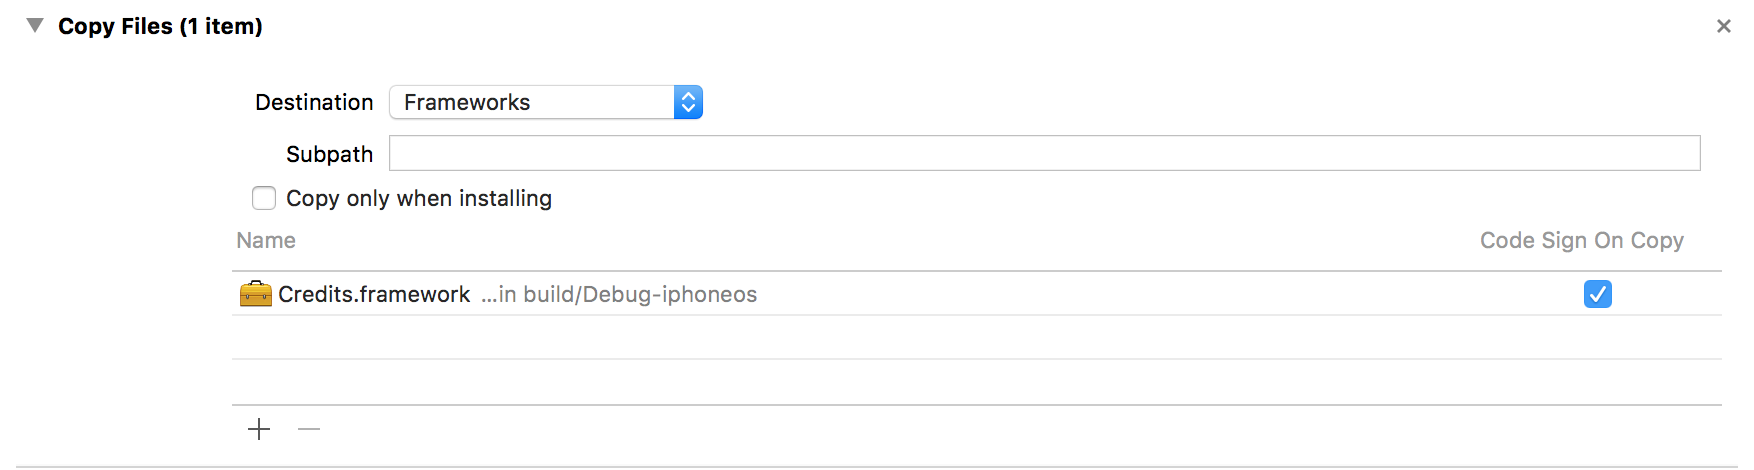 Copy Files (1 item)
Destination Frameworks
Subpath
Copy only when installing
Name Code Sign On Copy
Credits.framework ...in build/Debug-iphoneos